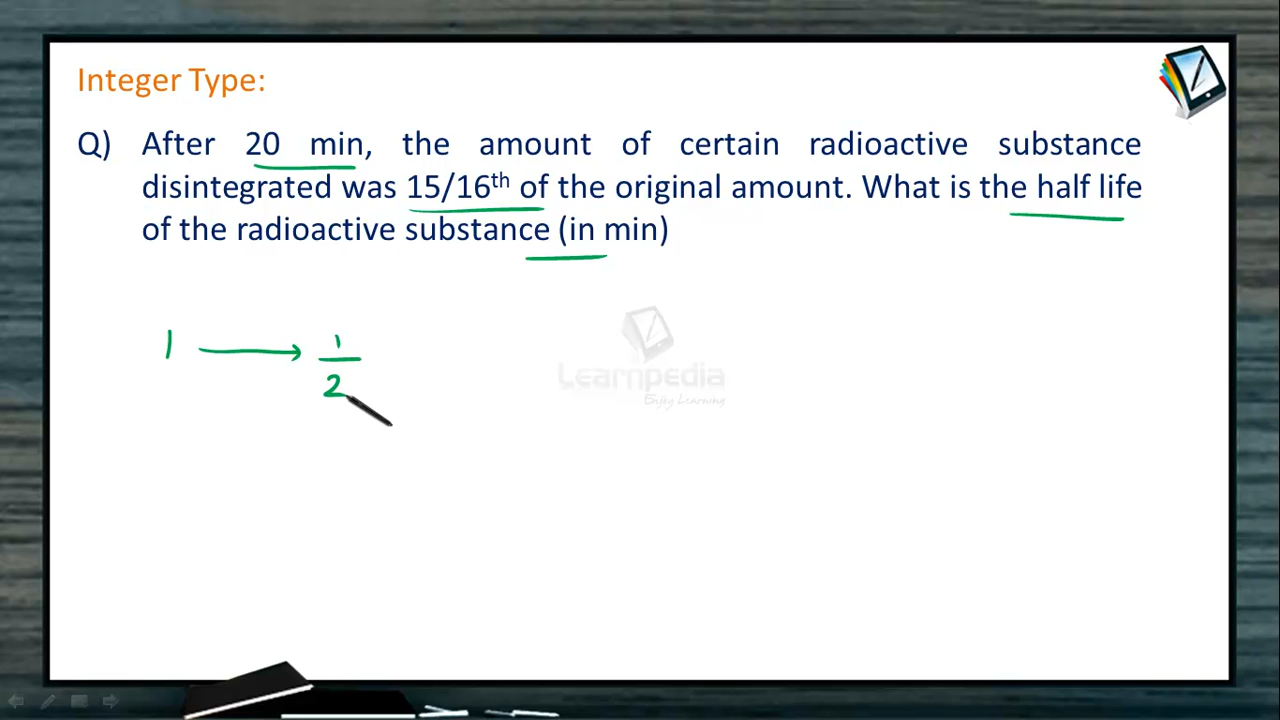 Integer Type:
Q) After 20 min, the amount of certain radioactive substance
disintegrated was 15/16th of the original amount. What is the half life
of the radioactive substance (in min)
1 → 1/2
Learnpedia
Enjoy Learning